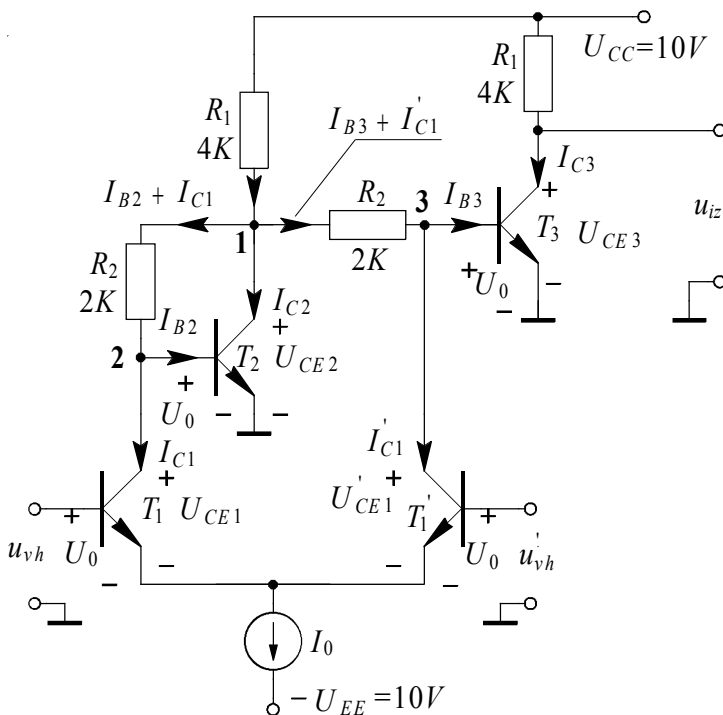 U_CC=10V
R_1
4K
R_1
4K
I_B3 + I'_C1
I_C3
I_B2 + I_C1
R_2
2K
3
I_B3
+
T_3
U_CE3
u_iz
1
R_2
2K
I_C2
+
U_0
−
−
I_B2
+
2
T_2
U_CE2
+
U_0
−
−
I_C1
+
I'_C1
+
T_1
U_CE1
U'_CE1
T'_1
+
U_0
+
U_0
u_vh
u'_vh
−
−
−
−
I_0
−U_EE=10V